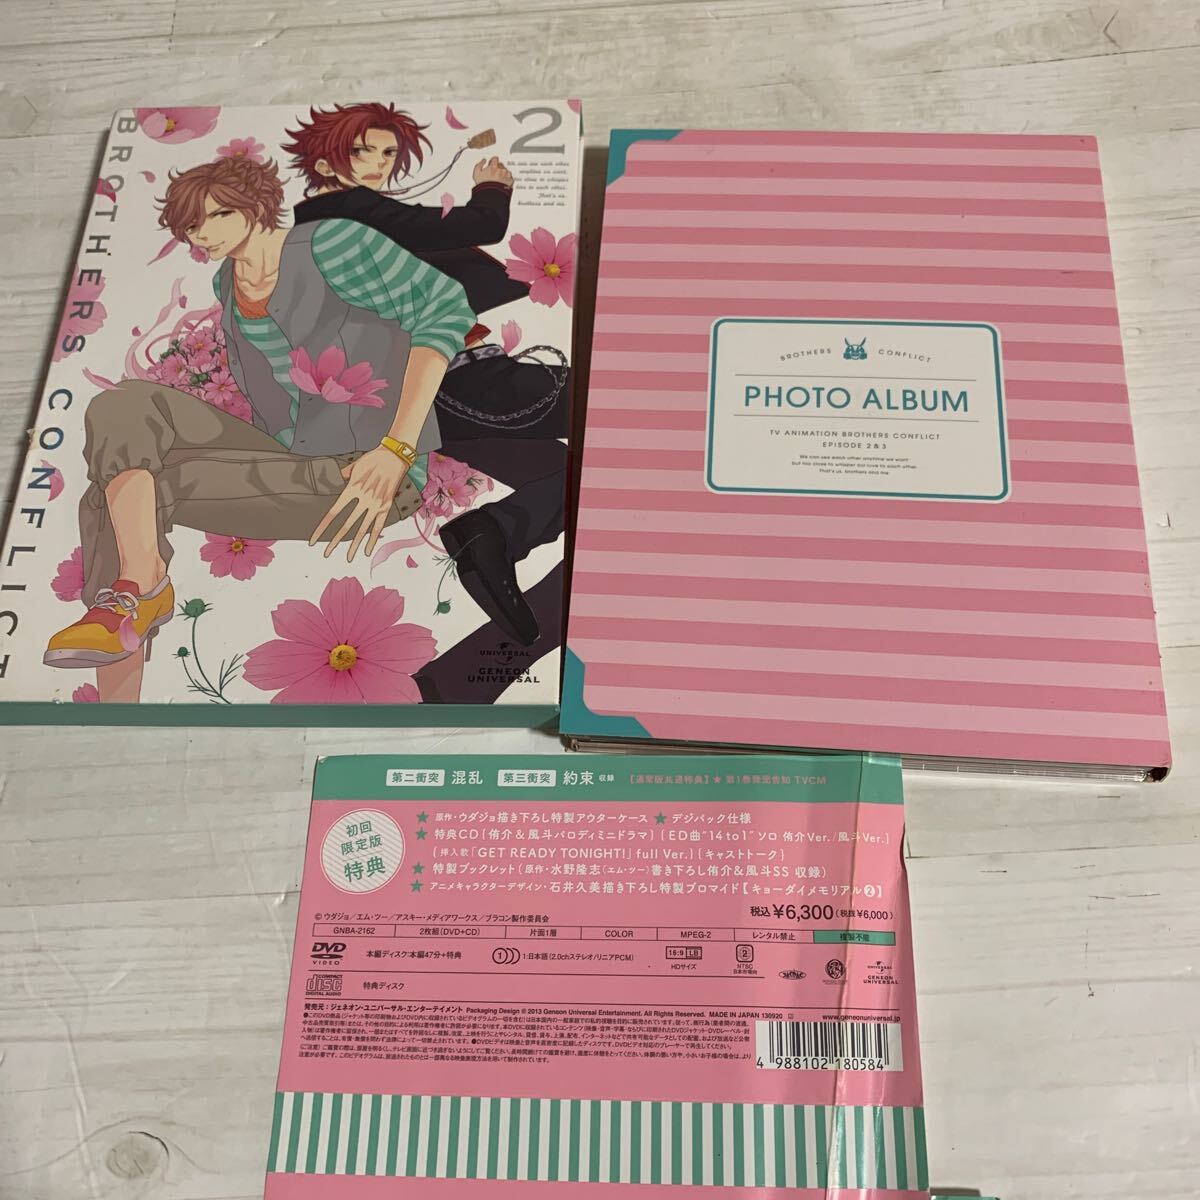 BROTHERS CONFLICT
2
We can see each other
anytime we want
but too close to whisper
our love to each other.
That's us,
brothers and me.
UNIVERSAL
GENEON
UNIVERSAL
BROTHERS CONFLICT
PHOTO ALBUM
TV ANIMATION BROTHERS CONFLICT
EPISODE 2&3
We can see each other anytime we want
but too close to whisper our love to each other.
That's us, brothers and me.
第二衝突 混乱 第三衝突 約束 収録 【通常版共通特典】★第1巻発売告知 TVCM
初回
限定版
特典
★原作・ウダジョ描き下ろし特製アウターケース ★デジパック仕様
★特典CD[侑介&風斗パロディミニドラマ][ED曲"14 to 1" ソロ 侑介Ver./風斗Ver.]
[挿入歌「GET READY TONIGHT!」full Ver.][キャストトーク]
★特製ブックレット(原作・水野隆志(エム・ツー)書き下ろし侑介&風斗SS 収録)
★アニメキャラクターデザイン・石井久美描き下ろし特製ブロマイド【キョーダイメモリアル❷】
税込¥6,300(税抜¥6,000)
©ウダジョ/エム・ツー/アスキー・メディアワークス/ブラコン製作委員会
GNBA-2162 2枚組(DVD+CD) 片面1層 COLOR MPEG-2 レンタル禁止 複製不能
DVD VIDEO 本編ディスク:本編47分+特典 1 1:日本語(2.0chステレオ/リニアPCM) 16:9 LB HDサイズ 2 NTSC 日本市場向
COMPACT disc DIGITAL AUDIO 特典ディスク
UNIVERSAL
GENEON
UNIVERSAL
発売元:ジェネオン・ユニバーサル・エンターテイメント Packaging Design © 2013 Geneon Universal Entertainment. All Rights Reserved. MADE IN JAPAN 130920
www.geneonuniversal.jp
4 988102 180584